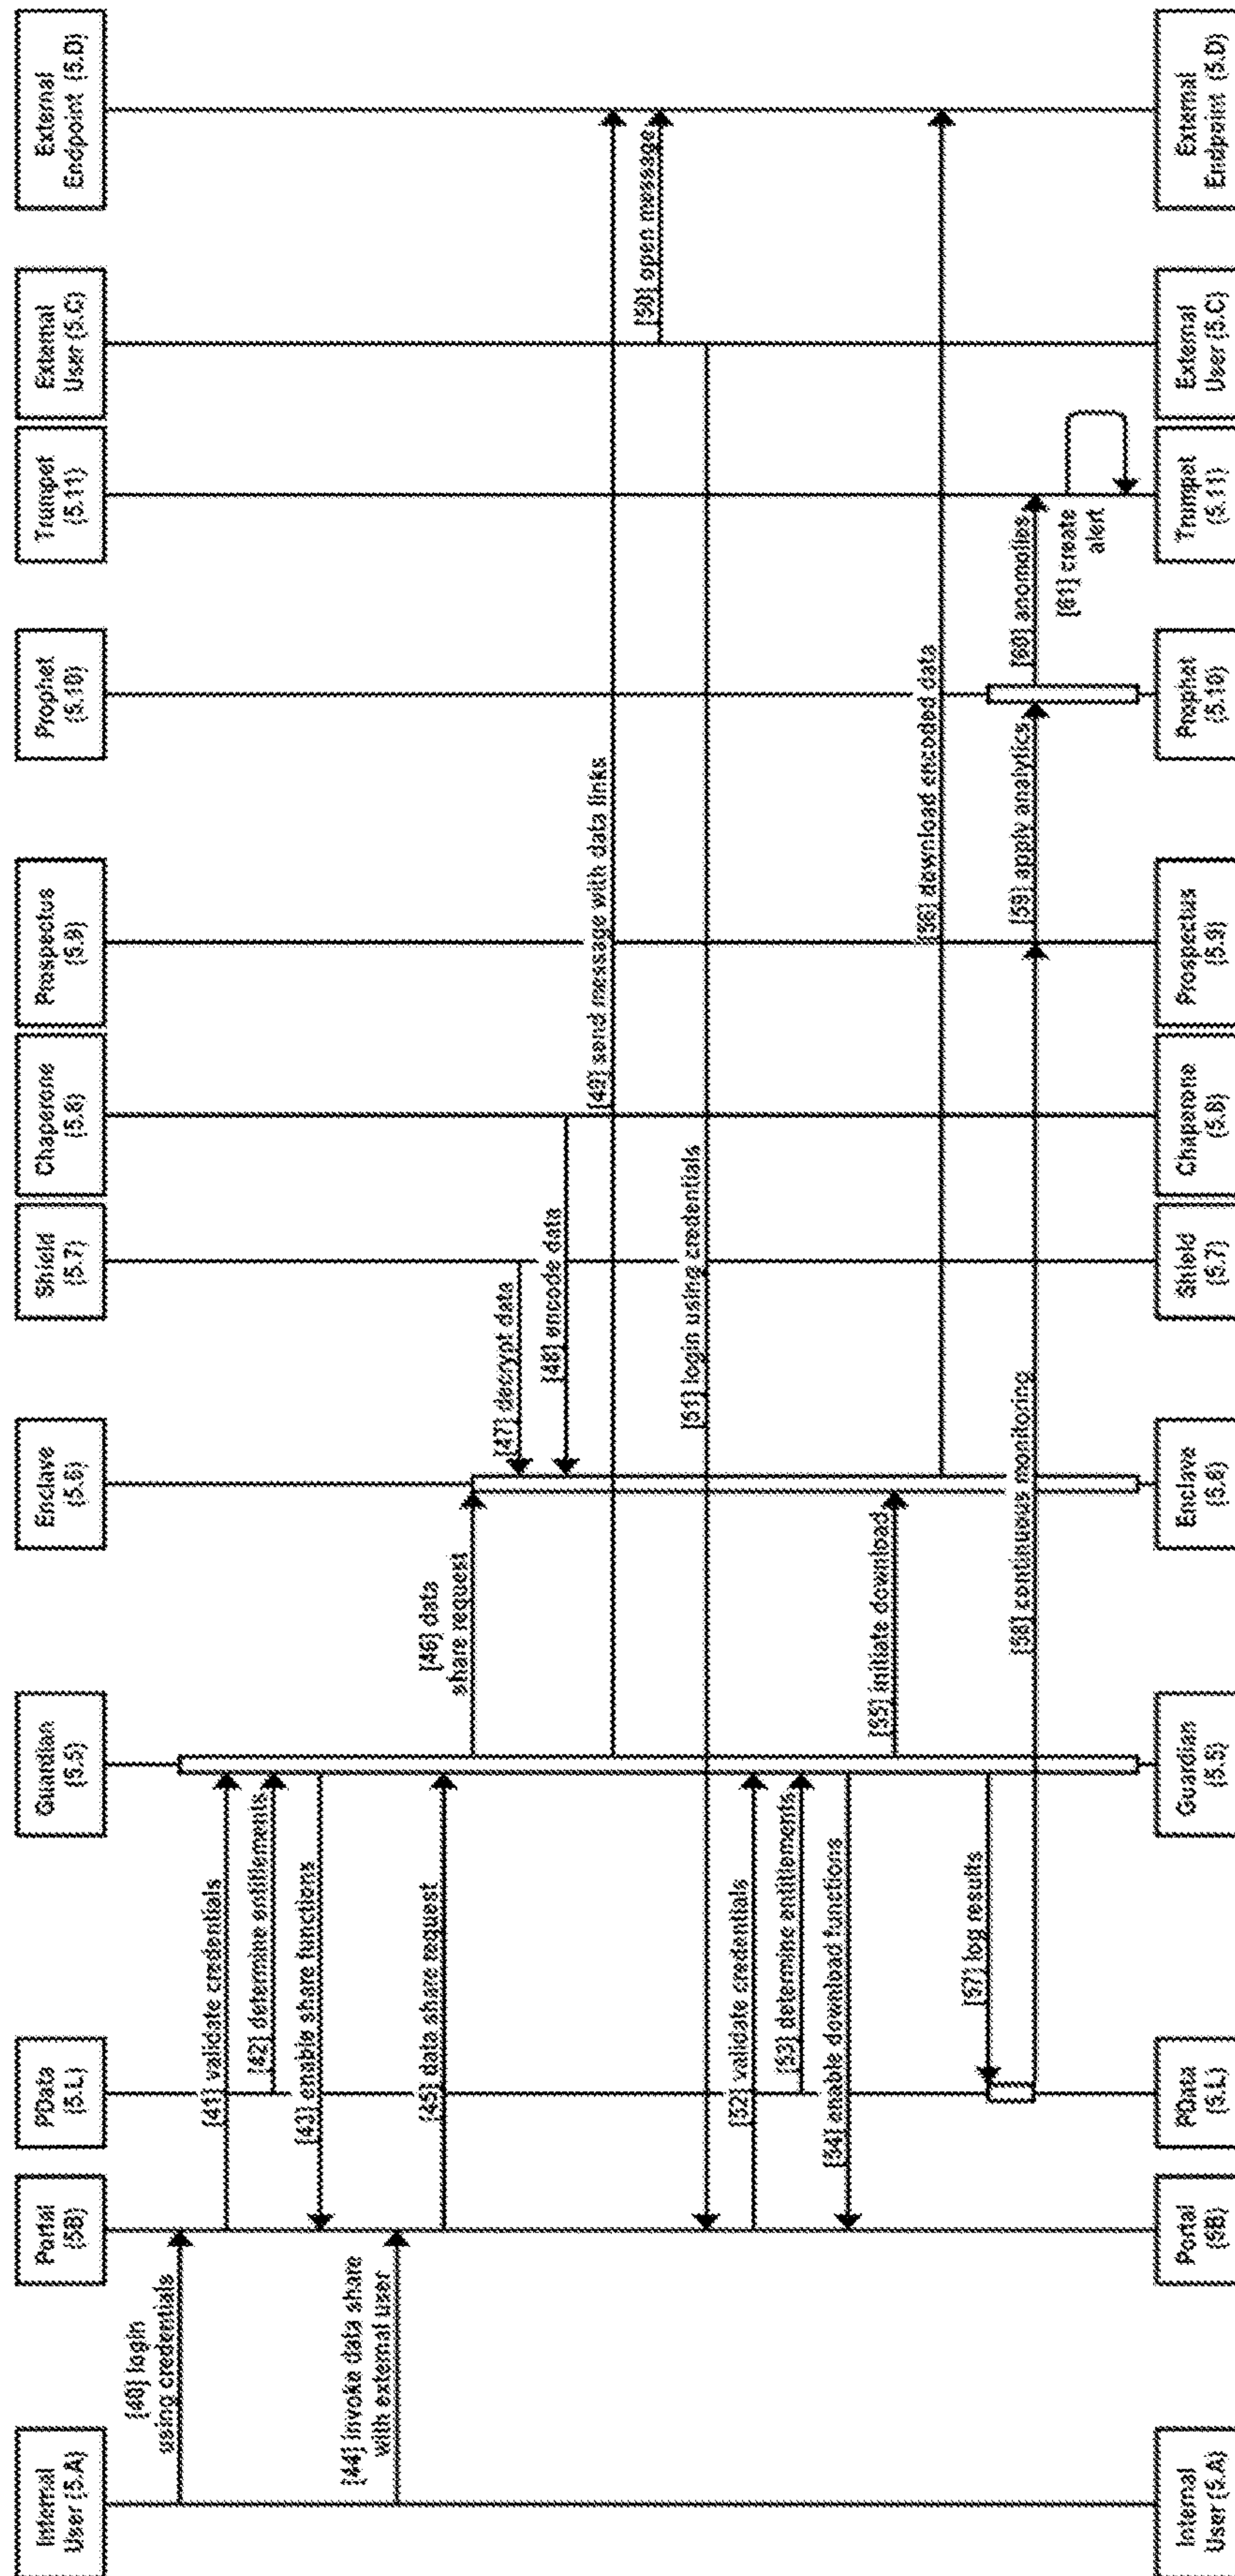 Internal
User (5.A)
Portal
(5B)
PData
(5.L)
Guardian
(5.5)
Enclave
(5.6)
Shield
(5.7)
Chaperone
(5.8)
Prospectus
(5.9)
Prophet
(5.10)
Trumpet
(5.11)
External
User (5.C)
External
Endpoint (5.D)
[40] login
using credentials
[41] validate credentials
[42] determine entitlements
[43] enable share functions
[44] invoke data share
with external user
[45] data share request
[46] data
share request
[47] decrypt data
[48] encode data
[49] send message with data links
[50] open message
[51] login using credentials
[52] validate credentials
[53] determine entitlements
[54] enable download functions
[55] initiate download
[56] download encoded data
[57] log results
[58] continuous monitoring
[59] apply analytics
[60] anomolies
[61] create
alert
Internal
User (5.A)
Portal
(5B)
PData
(5.L)
Guardian
(5.5)
Enclave
(5.6)
Shield
(5.7)
Chaperone
(5.8)
Prospectus
(5.9)
Prophet
(5.10)
Trumpet
(5.11)
External
User (5.C)
External
Endpoint (5.D)